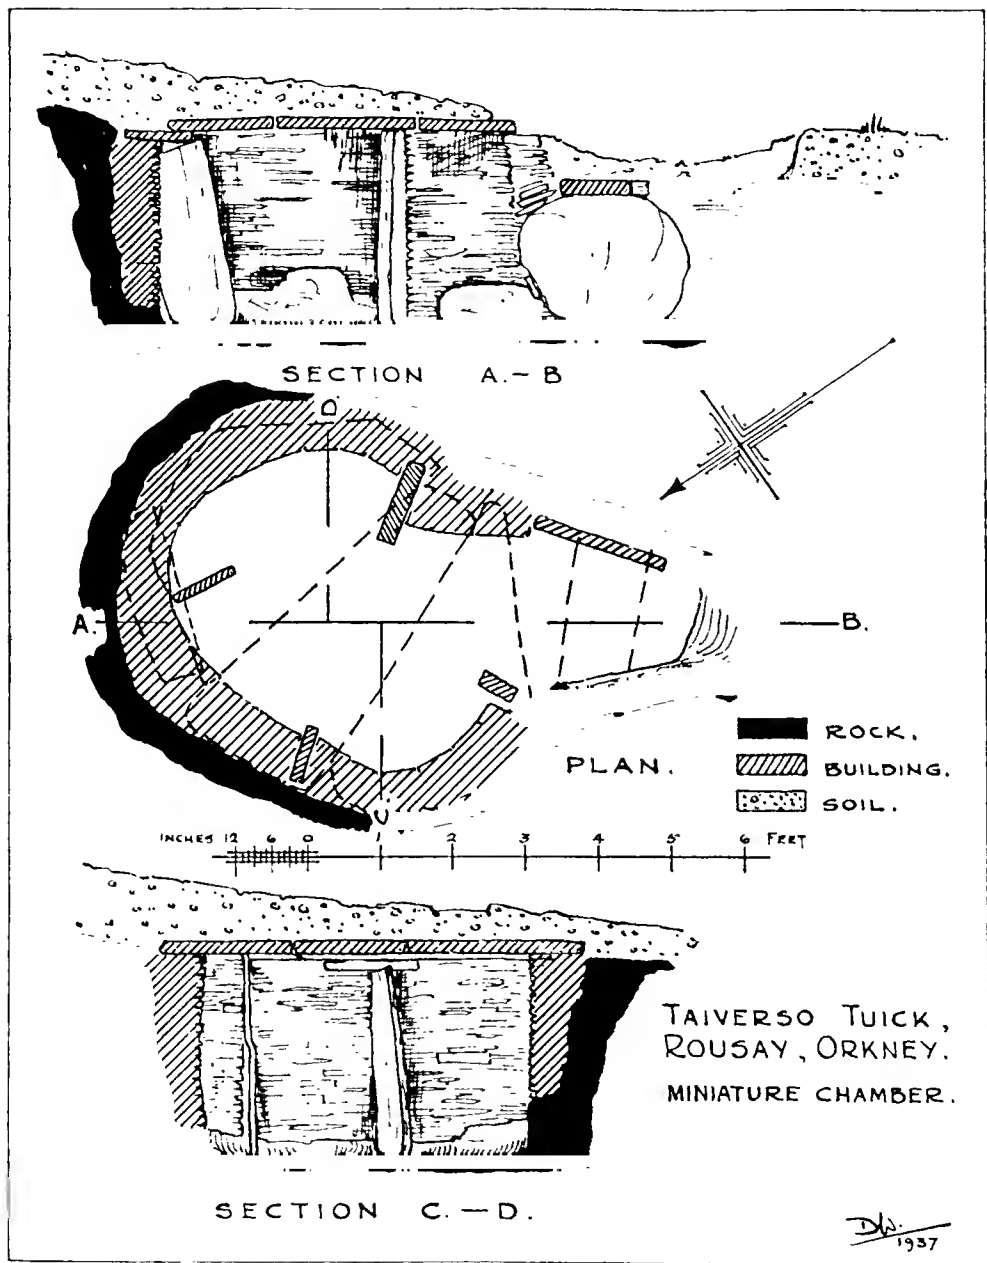 SECTION A.–B
D
A.
B.
PLAN.
ROCK.
BUILDING.
SOIL.
C
INCHES 12 6 0 1 2 3 4 5 6 FEET
TAIVERSO TUICK,
ROUSAY, ORKNEY.
MINIATURE CHAMBER.
SECTION C.–D.
D.W.
1937